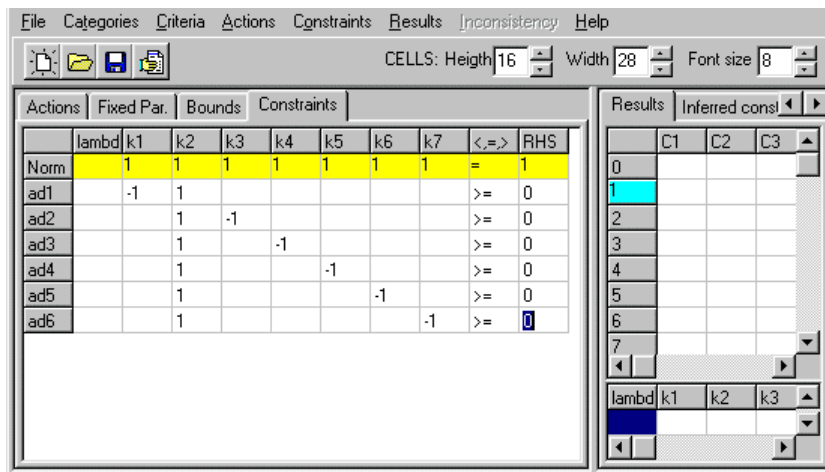 File Categories Criteria Actions Constraints Results Inconsistency Help
CELLS: Heigth 16 Width 28 Font size 8
Actions Fixed Par. Bounds Constraints
lambd k1 k2 k3 k4 k5 k6 k7 <,=,> RHS
Norm 1 1 1 1 1 1 1 = 1
ad1 -1 1 >= 0
ad2 1 -1 >= 0
ad3 1 -1 >= 0
ad4 1 -1 >= 0
ad5 1 -1 >= 0
ad6 1 -1 >= 0
Results Inferred const
C1 C2 C3
0
1
2
3
4
5
6
7
lambd k1 k2 k3